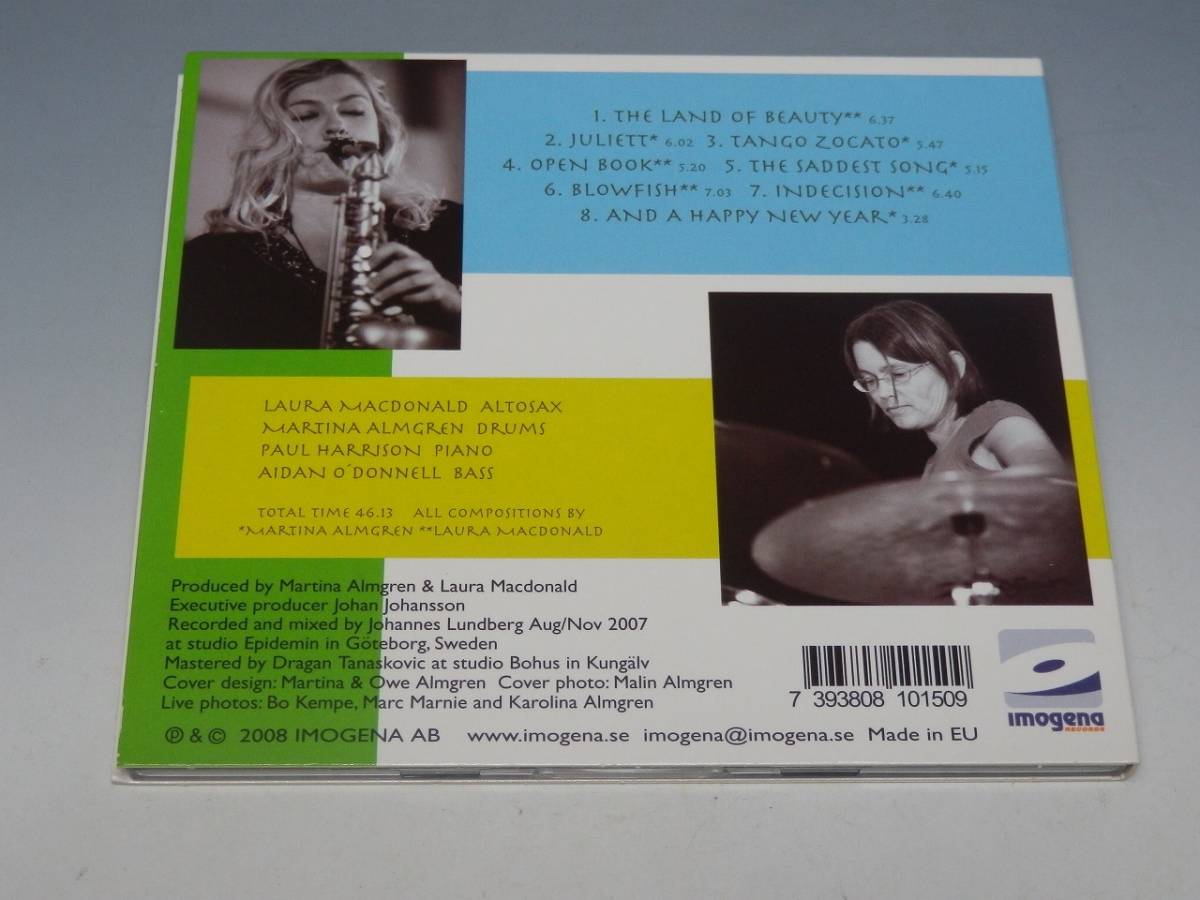 1. THE LAND OF BEAUTY** 6.37
2. JULIETT* 6.02 3. TANGO ZOCATO* 5.47
4. OPEN BOOK** 5.20 5. THE SADDEST SONG* 5.15
6. BLOWFISH** 7.03 7. INDECISION** 6.40
8. AND A HAPPY NEW YEAR* 3.28
LAURA MACDONALD ALTOSAX
MARTINA ALMGREN DRUMS
PAUL HARRISON PIANO
AIDAN O´DONNELL BASS
TOTAL TIME 46.13 ALL COMPOSITIONS BY
*MARTINA ALMGREN **LAURA MACDONALD
Produced by Martina Almgren & Laura Macdonald
Executive producer Johan Johansson
Recorded and mixed by Johannes Lundberg Aug/Nov 2007
at studio Epidemin in Göteborg, Sweden
Mastered by Dragan Tanaskovic at studio Bohus in Kungälv
Cover design: Martina & Owe Almgren Cover photo: Malin Almgren
Live photos: Bo Kempe, Marc Marnie and Karolina Almgren
℗ & © 2008 IMOGENA AB www.imogena.se imogena@imogena.se Made in EU
7 393808 101509
imogena
RECORDS